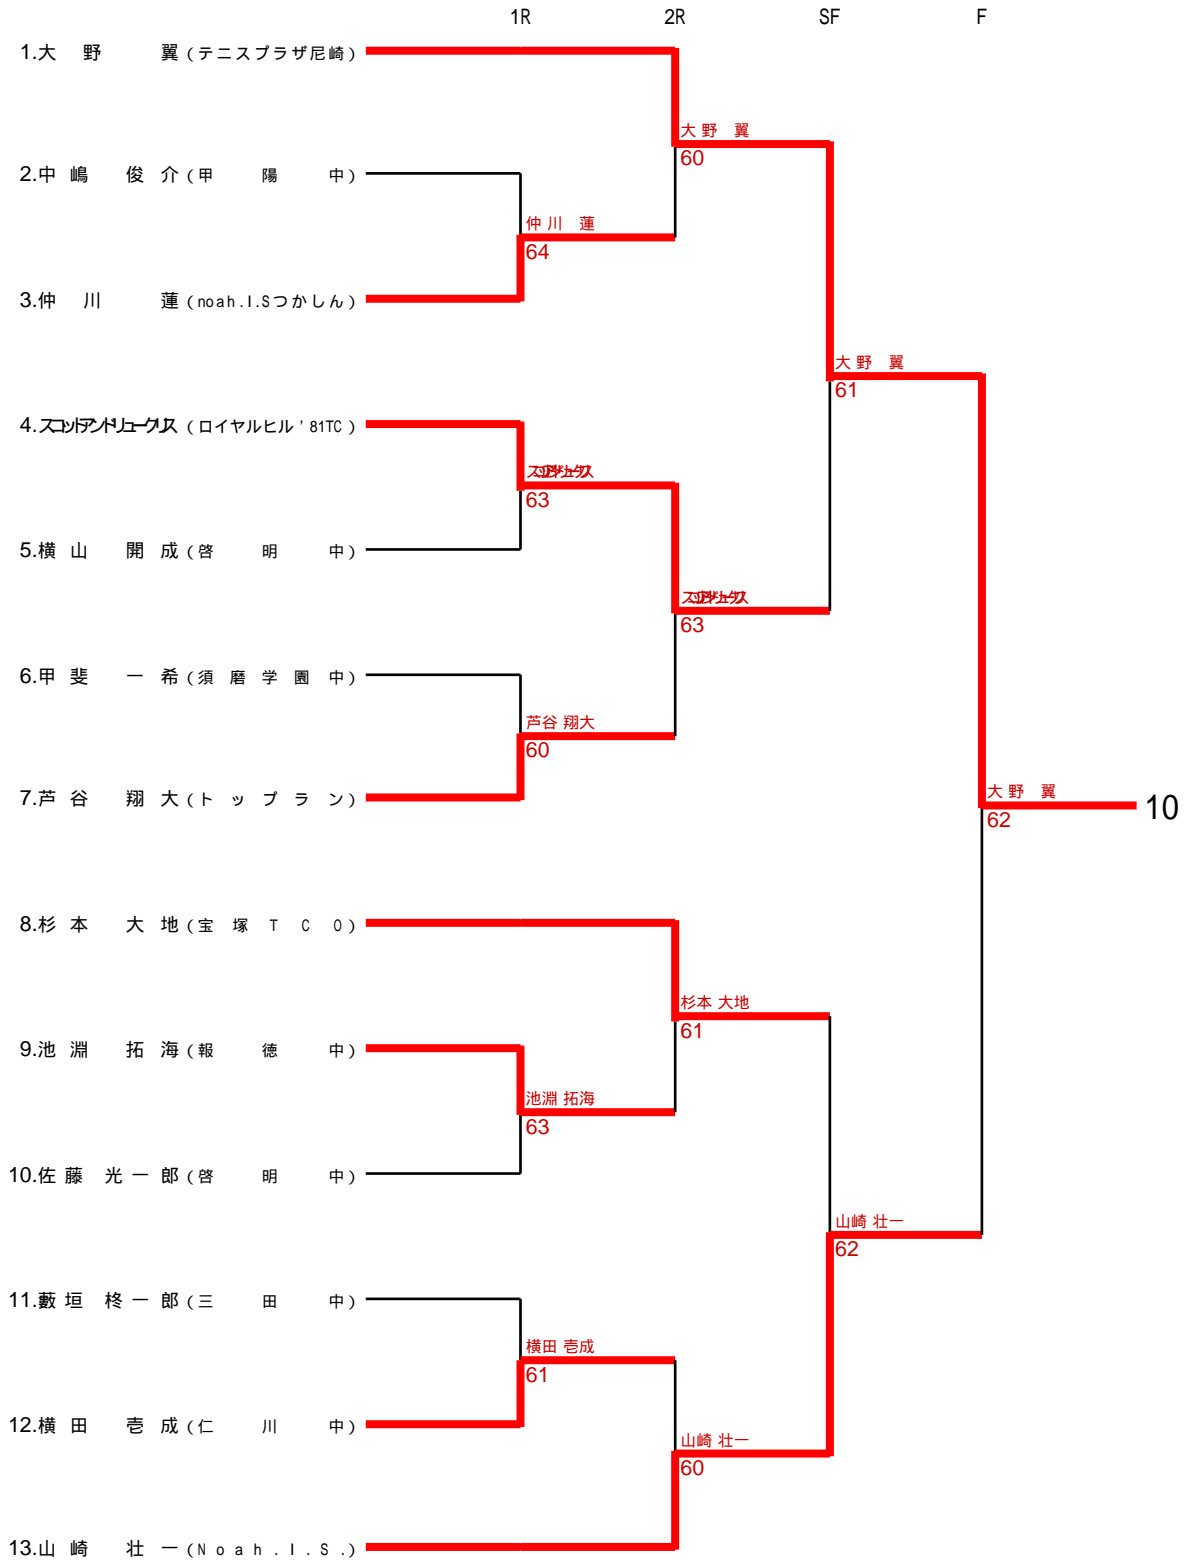 1R 2R SF F
1.大野 翼(テニスプラザ尼崎)
大野 翼
60
2.中嶋 俊介(甲陽中)
仲川 蓮
64
3.仲川 蓮(noah.I.Sつかしん)
大野 翼
61
4.スコットアンドリュークリス(ロイヤルヒル'81TC)
63
5.横山 開成(啓明中)
63
6.甲斐 一希(須磨学園中)
芦谷 翔大
60
7.芦谷 翔大(トップラン)
大野 翼
62
10
8.杉本 大地(宝塚TCO)
杉本 大地
61
9.池淵 拓海(報徳中)
池淵 拓海
63
10.佐藤 光一郎(啓明中)
山崎 壮一
62
11.藪垣 柊一郎(三田中)
横田 壱成
61
12.横田 壱成(仁川中)
山崎 壮一
60
13.山崎 壮一(Noah.I.S.)